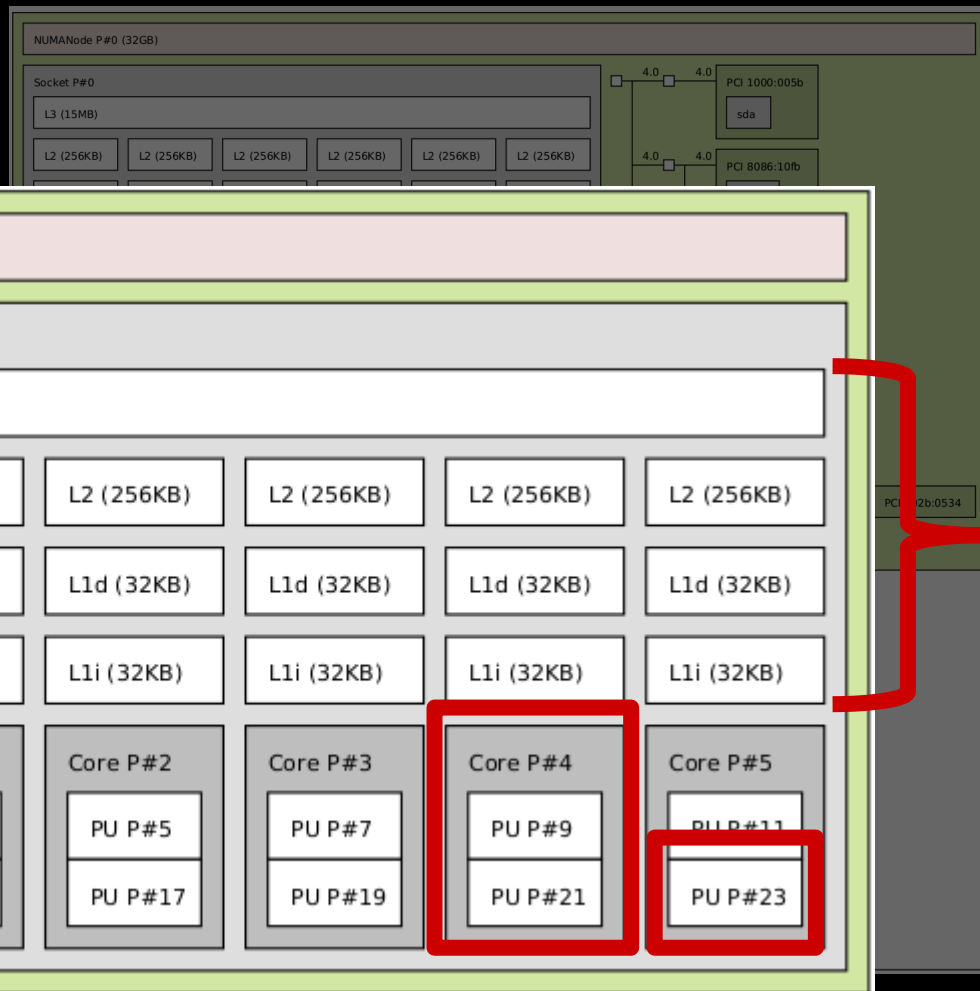 NUMANode P#0 (32GB)
Socket P#0
4.0 4.0 PCI 1000:005b
L3 (15MB)
sda
L2 (256KB) L2 (256KB) L2 (256KB) L2 (256KB) L2 (256KB) L2 (256KB)
4.0 4.0 PCI 8086:10fb
L2 (256KB) L2 (256KB) L2 (256KB) L2 (256KB)
2b:0534
L1d (32KB) L1d (32KB) L1d (32KB) L1d (32KB)
L1i (32KB) L1i (32KB) L1i (32KB) L1i (32KB)
Core P#2 Core P#3 Core P#4 Core P#5
PU P#5 PU P#7 PU P#9 PU P#11
PU P#17 PU P#19 PU P#21 PU P#23